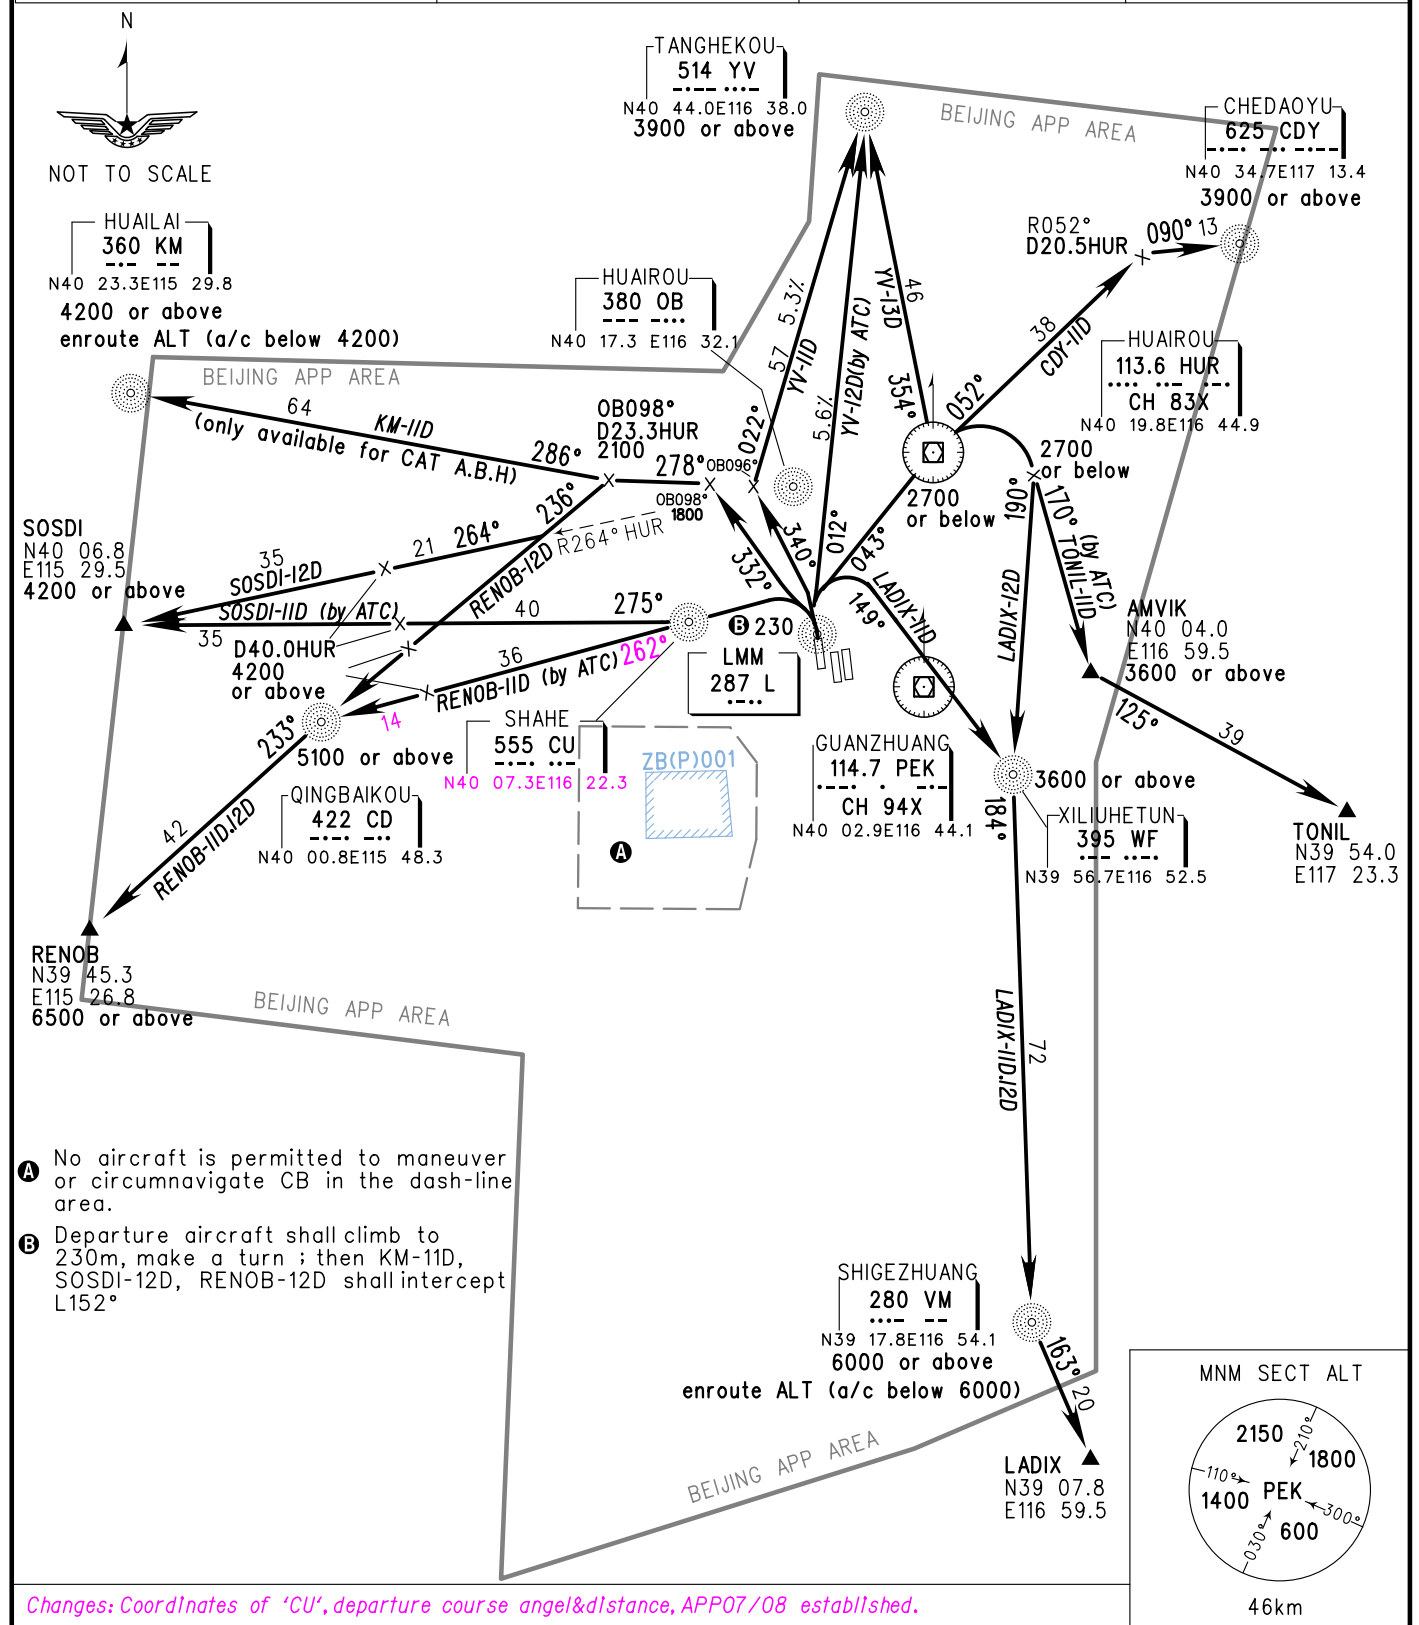 N
NOT TO SCALE
TANGHEKOU
514 YV
N40 44.0E116 38.0
3900 or above
BEIJING APP AREA
CHEDAOYU
625 CDY
N40 34.7E117 13.4
3900 or above
HUAILAI
360 KM
N40 23.3E115 29.8
4200 or above
enroute ALT (a/c below 4200)
HUAIROU
380 OB
N40 17.3 E116 32.1
R052°
D20.5HUR
090° 13
HUAIROU
113.6 HUR
CH 83X
N40 19.8E116 44.9
BEIJING APP AREA
64
KM-11D
(only available for CAT A.B.H)
286°
OB098°
D23.3HUR
2100
278°
OB096°
OB098°
1800
022°
57 5.3%
YV-11D
5.6%
YV-12D(by ATC)
YV-13D
46
354°
052°
38
CDY-11D
2700
or below
2700
or below
190°
170° (by ATC)
TONIL-11D
SOSDI
N40 06.8
E115 29.5
4200 or above
35
21
264°
SOSDI-12D
236°
R264° HUR
RENOB-12D
SOSDI-11D (by ATC)
35
40
275°
332°
340°
012°
043°
149°
LADIX-11D
LADIX-12D
D40.0HUR
4200
or above
36
RENOB-11D (by ATC)
262°
14
B 230
LMM
287 L
AMVIK
N40 04.0
E116 59.5
3600 or above
125°
39
233°
5100 or above
SHAHE
555 CU
N40 07.3E116 22.3
ZB(P)001
A
GUANZHUANG
114.7 PEK
CH 94X
N40 02.9E116 44.1
3600 or above
XILIUHETUN
395 WF
N39 56.7E116 52.5
184°
TONIL
N39 54.0
E117 23.3
QINGBAIKOU
422 CD
N40 00.8E115 48.3
42
RENOB-11D.12D
RENOB
N39 45.3
E115 26.8
6500 or above
BEIJING APP AREA
LADIX-11D.12D
72
A No aircraft is permitted to maneuver
or circumnavigate CB in the dash-line
area.
B Departure aircraft shall climb to
230m, make a turn ; then KM-11D,
SOSDI-12D, RENOB-12D shall intercept
L152°
SHIGEZHUANG
280 VM
N39 17.8E116 54.1
6000 or above
enroute ALT (a/c below 6000)
163° 20
BEIJING APP AREA
LADIX
N39 07.8
E116 59.5
MNM SECT ALT
2150
210°
1800
110°
1400
PEK
300°
600
030°
46km
Changes: Coordinates of 'CU', departure course angel&distance, APP07/08 established.